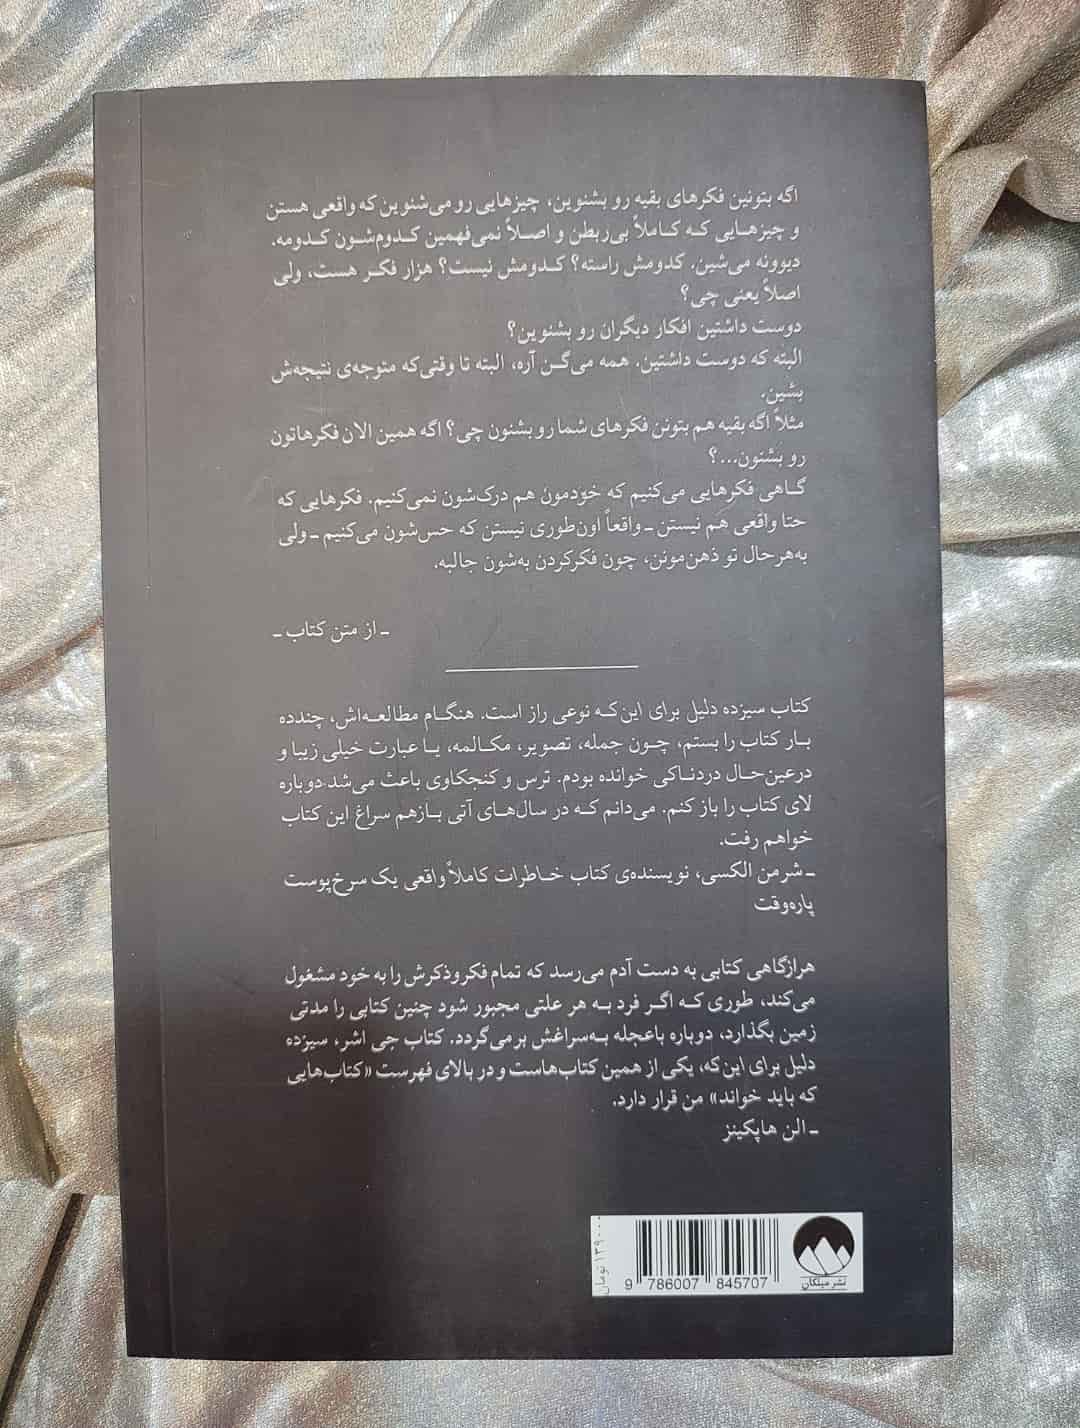 اگه بتونین فکرهای بقیه رو بشنوین، چیزهایی رو می‌شنوین که واقعی هستن
و چیزهایی که کاملاً بی‌ربطن و اصلاً نمی‌فهمین کدوم‌شون کدومه.
دیوونه می‌شین. کدومش راسته؟ کدومش نیست؟ هزار فکر هست، ولی
اصلاً یعنی چی؟
دوست داشتین افکار دیگران رو بشنوین؟
البته که دوست داشتین. همه می‌گن آره، البته تا وقتی‌که متوجه‌ی نتیجه‌ش
بشین.
مثلاً اگه بقیه هم بتونن فکرهای شما رو بشنون چی؟ اگه همین الان فکرهاتون
رو بشنون...؟
گاهی فکرهایی می‌کنیم که خودمون هم درک‌شون نمی‌کنیم. فکرهایی که
حتا واقعی هم نیستن ـ واقعاً اون‌طوری نیستن که حس‌شون می‌کنیم ـ ولی
به‌هرحال تو ذهن‌مونن، چون فکرکردن به‌شون جالبه.
ـ از متن کتاب ـ
کتاب سیزده دلیل برای این‌که نوعی راز است. هنگام مطالعه‌اش، چندده
بار کتاب را بستم، چون جمله، تصویر، مکالمه، یا عبارت خیلی زیبا و
درعین‌حال دردناکی خوانده بودم. ترس و کنجکاوی باعث می‌شد دوباره
لای کتاب را باز کنم. می‌دانم که در سال‌های آتی بازهم سراغ این کتاب
خواهم رفت.
ـ شرمن الکسی، نویسنده‌ی کتاب خاطرات کاملاً واقعی یک سرخ‌پوست
پاره‌وقت
هرازگاهی کتابی به دست آدم می‌رسد که تمام فکروذکرش را به خود مشغول
می‌کند، طوری که اگر فرد به هر علتی مجبور شود چنین کتابی را مدتی
زمین بگذارد، دوباره باعجله به‌سراغش برمی‌گردد. کتاب جی اشر، سیزده
دلیل برای این‌که، یکی از همین کتاب‌هاست و در بالای فهرست «کتاب‌هایی
که باید خواند» من قرار دارد.
ـ الن هاپکینز
نشر میلکان
9 786007 845707
۱۳۹۰۰۰ تومان